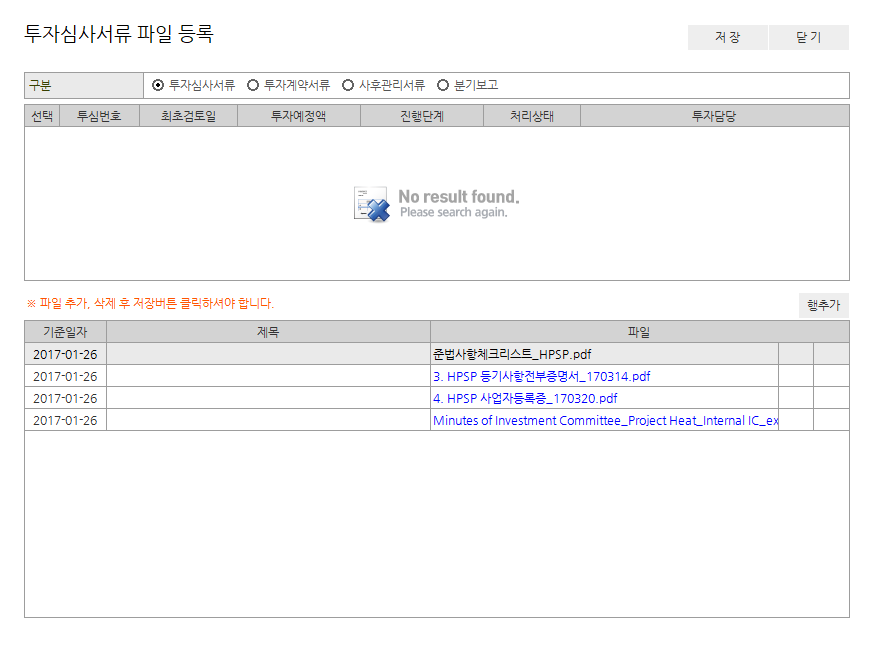 투자심사서류 파일 등록
저 장 닫 기
구분 투자심사서류 투자계약서류 사후관리서류 분기보고
선택 투심번호 최초검토일 투자예정액 진행단계 처리상태 투자담당
No result found.
Please search again.
※ 파일 추가, 삭제 후 저장버튼 클릭하셔야 합니다.
행추가
기준일자 제목 파일
2017-01-26 준법사항체크리스트_HPSP.pdf
2017-01-26 3. HPSP 등기사항전부증명서_170314.pdf
2017-01-26 4. HPSP 사업자등록증_170320.pdf
2017-01-26 Minutes of Investment Committee_Project Heat_Internal IC_ex